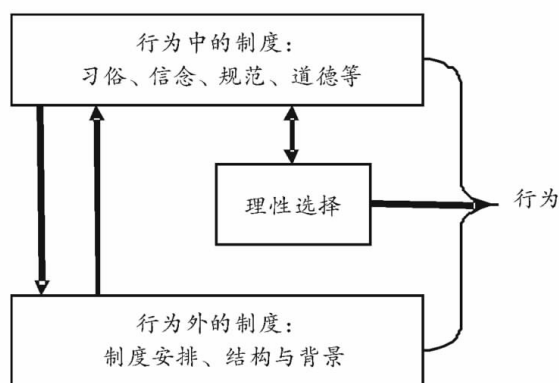 行为中的制度：
习俗、信念、规范、道德等
理性选择
行为
行为外的制度：
制度安排、结构与背景